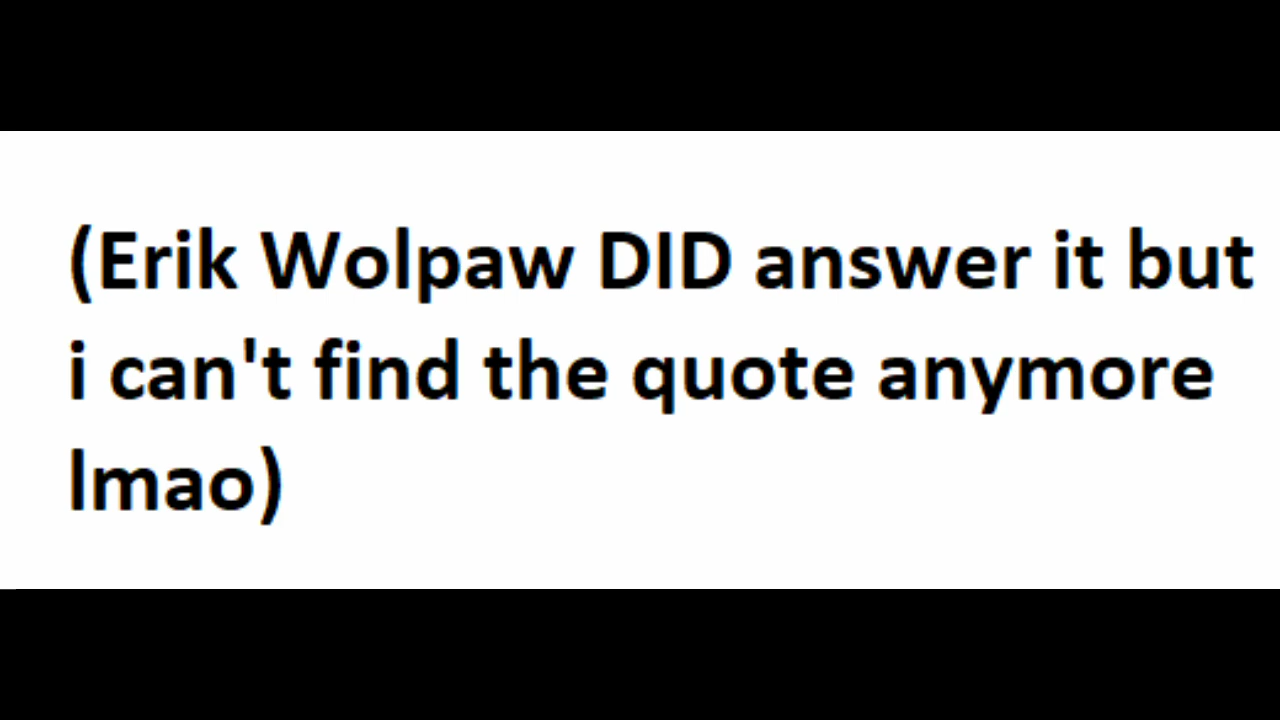 (Erik Wolpaw DID answer it but
i can't find the quote anymore
lmao)